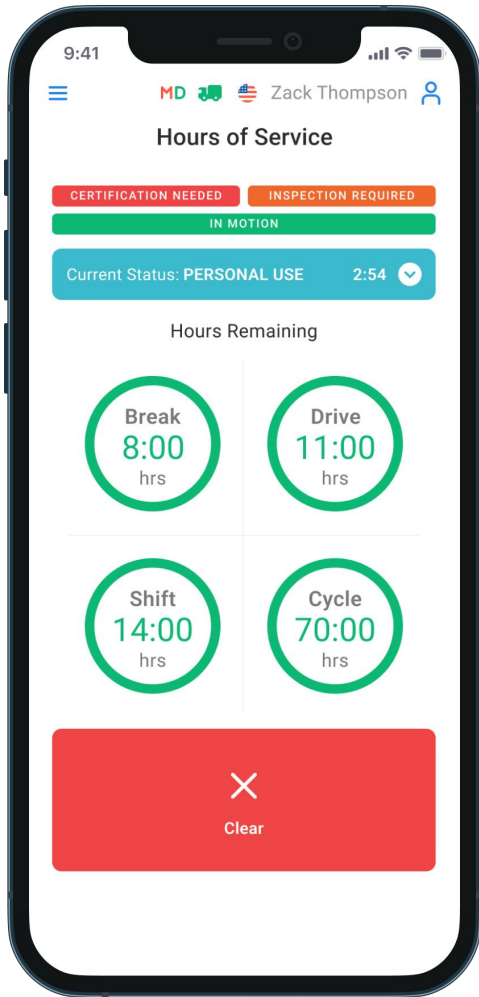 9:41
MD Zack Thompson
Hours of Service
CERTIFICATION NEEDED INSPECTION REQUIRED
IN MOTION
Current Status: PERSONAL USE 2:54
Hours Remaining
Break Drive
8:00 11:00
hrs hrs
Shift Cycle
14:00 70:00
hrs hrs
Clear